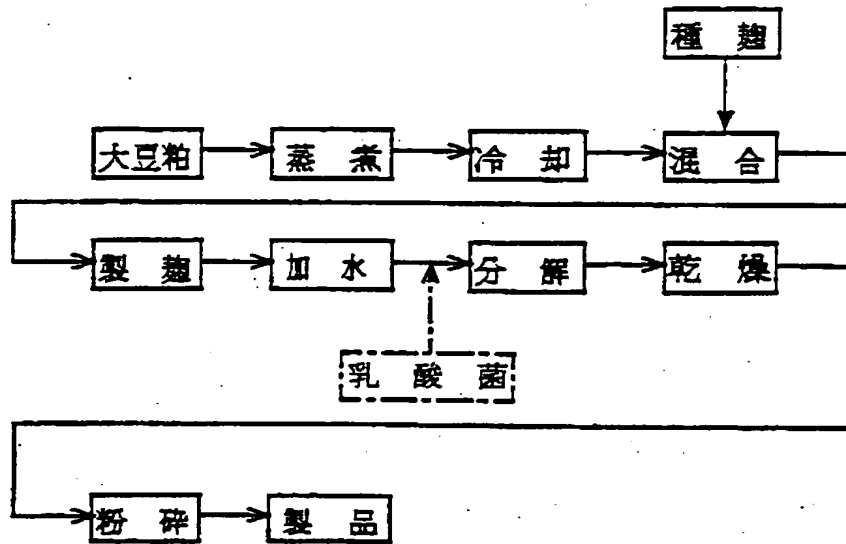 種麹
大豆粕 蒸煮 冷却 混合
製麹 加水 分解 乾燥
乳酸菌
粉砕 製品